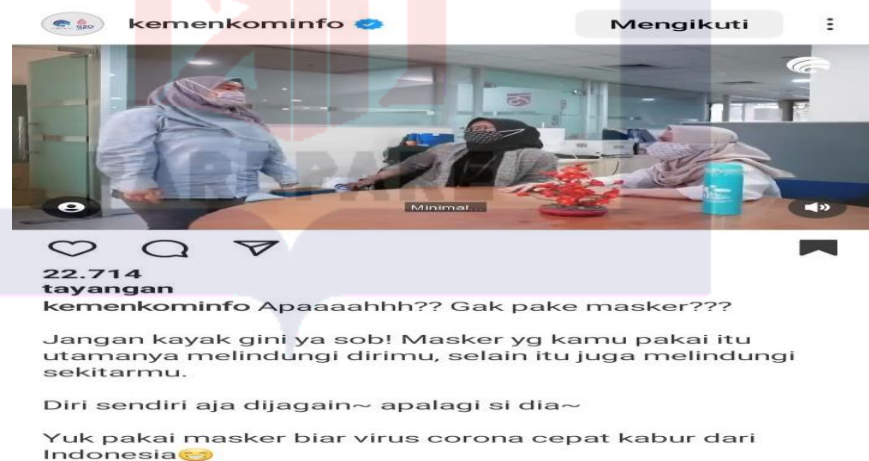 kemenkominfo
Mengikuti
Minimal...
22.714
tayangan
kemenkominfo Apaaaahhh?? Gak pake masker???
Jangan kayak gini ya sob! Masker yg kamu pakai itu
utamanya melindungi dirimu, selain itu juga melindungi
sekitarmu.
Diri sendiri aja dijagain~ apalagi si dia~
Yuk pakai masker biar virus corona cepat kabur dari
Indonesia😁